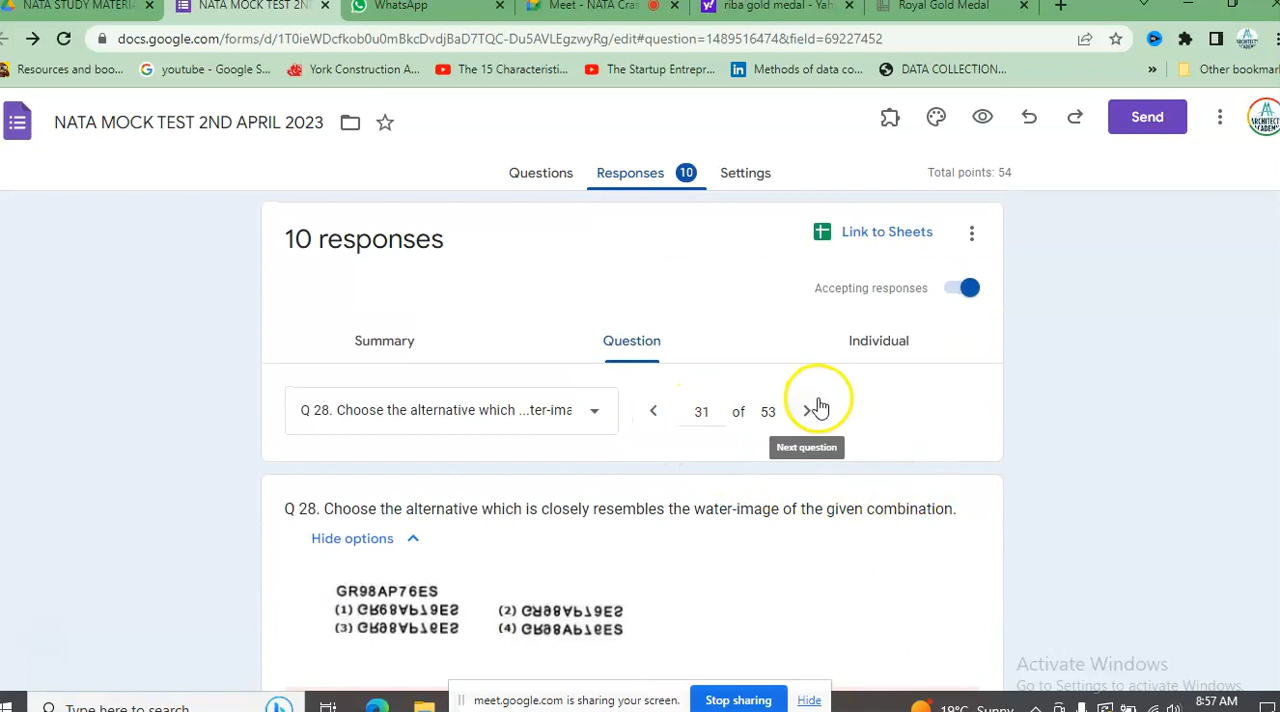 NATA STUDY MATERI
NATA MOCK TEST 2N
WhatsApp
Meet - NATA Cras
riba gold medal - Yah
Royal Gold Medal
docs.google.com/forms/d/1T0ieWDcfkob0u0mBkcDvdjBaD7TQC-Du5AVLEgzwyRg/edit#question=1489516474&field=69227452
Resources and boo...
youtube - Google S...
York Construction A...
The 15 Characteristi...
The Startup Entrepr...
Methods of data co...
DATA COLLECTION...
»
Other bookmar
NATA MOCK TEST 2ND APRIL 2023
Send
ARCHITECTS
ACADEMY
Questions
Responses 10
Settings
Total points: 54
10 responses
Link to Sheets
Accepting responses
Summary
Question
Individual
Q 28. Choose the alternative which ...ter-ima
31 of 53
Next question
Q 28. Choose the alternative which is closely resembles the water-image of the given combination.
Hide options
GR98AP76ES
(1)
(2)
(3)
(4)
Activate Windows
Go to Settings to activate Windows.
meet.google.com is sharing your screen.
Stop sharing
Hide
Type here to search
19°C Sunny
8:57 AM